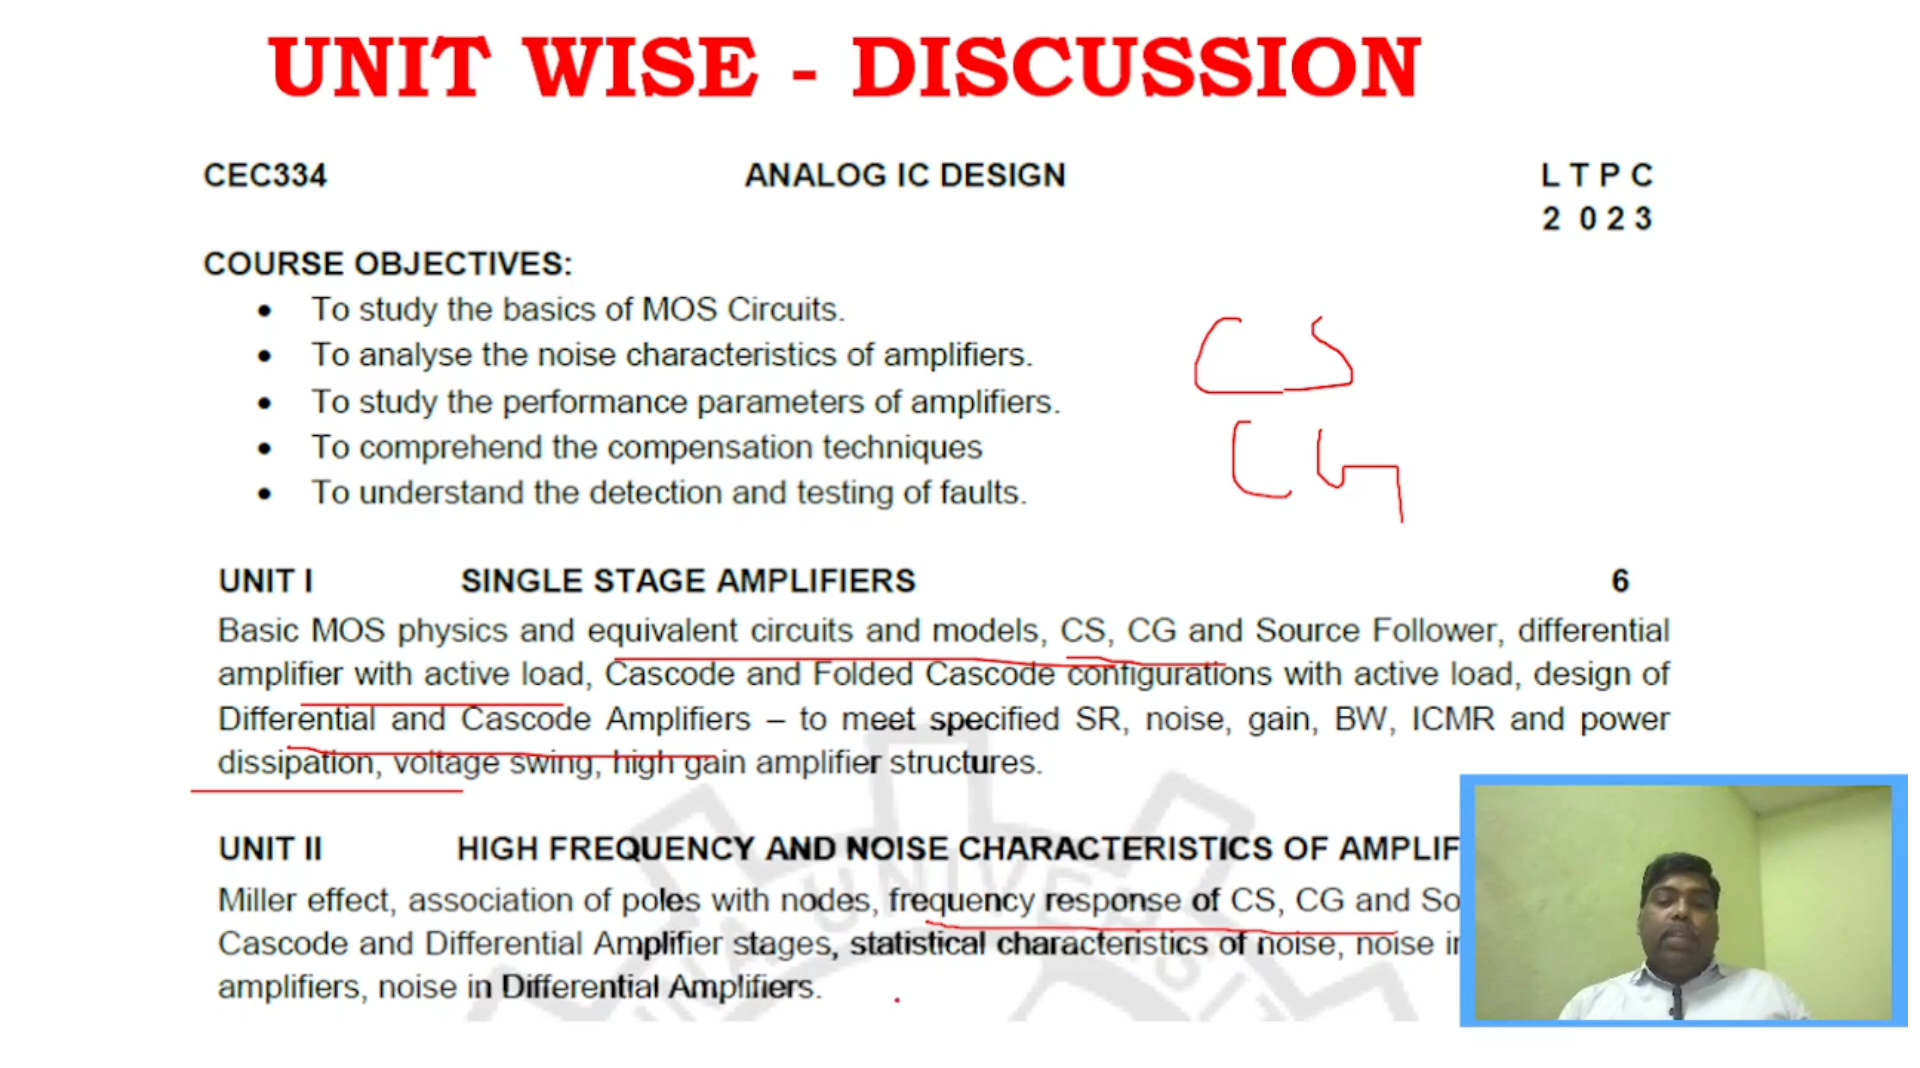 UNIT WISE - DISCUSSION
CEC334 ANALOG IC DESIGN L T P C
2 0 2 3
COURSE OBJECTIVES:
• To study the basics of MOS Circuits.
• To analyse the noise characteristics of amplifiers.
• To study the performance parameters of amplifiers.
• To comprehend the compensation techniques
• To understand the detection and testing of faults.
CS
CG
UNIT I SINGLE STAGE AMPLIFIERS 6
Basic MOS physics and equivalent circuits and models, CS, CG and Source Follower, differential
amplifier with active load, Cascode and Folded Cascode configurations with active load, design of
Differential and Cascode Amplifiers – to meet specified SR, noise, gain, BW, ICMR and power
dissipation, voltage swing, high gain amplifier structures.
UNIT II HIGH FREQUENCY AND NOISE CHARACTERISTICS OF AMPLIF
Miller effect, association of poles with nodes, frequency response of CS, CG and So
Cascode and Differential Amplifier stages, statistical characteristics of noise, noise in
amplifiers, noise in Differential Amplifiers.